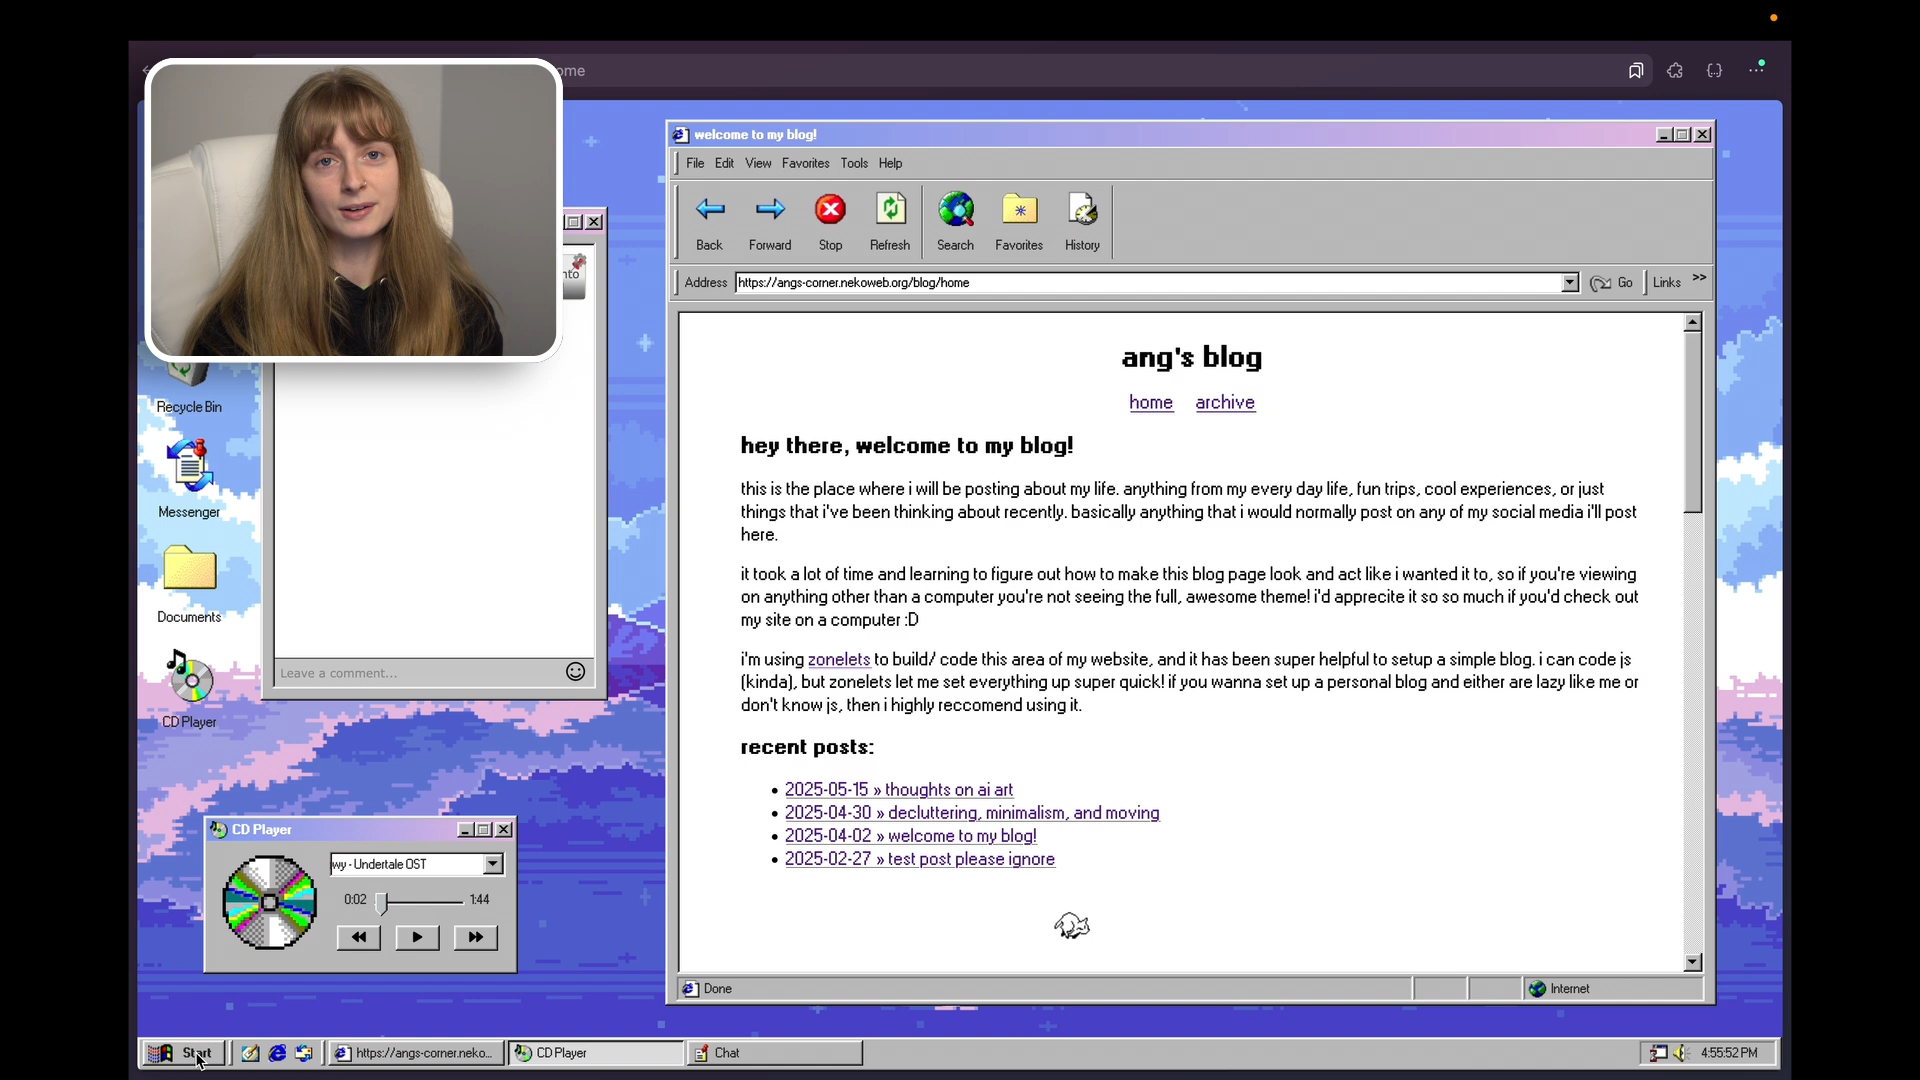 ome
welcome to my blog!
File Edit View Favorites Tools Help
Back Forward Stop Refresh Search Favorites History
Address https://angs-corner.nekoweb.org/blog/home Go Links >>
nto
ang's blog
home archive
hey there, welcome to my blog!
this is the place where i will be posting about my life. anything from my every day life, fun trips, cool experiences, or just
things that i've been thinking about recently. basically anything that i would normally post on any of my social media i'll post
here.
it took a lot of time and learning to figure out how to make this blog page look and act like i wanted it to, so if you're viewing
on anything other than a computer you're not seeing the full, awesome theme! i'd apprecite it so so much if you'd check out
my site on a computer :D
i'm using zonelets to build/ code this area of my website, and it has been super helpful to setup a simple blog. i can code js
(kinda), but zonelets let me set everything up super quick! if you wanna set up a personal blog and either are lazy like me or
don't know js, then i highly reccomend using it.
recent posts:
• 2025-05-15 » thoughts on ai art
• 2025-04-30 » decluttering, minimalism, and moving
• 2025-04-02 » welcome to my blog!
• 2025-02-27 » test post please ignore
Done Internet
Recycle Bin
Messenger
Documents
CD Player
Leave a comment...
CD Player
wy - Undertale OST
0:02 1:44
Start https://angs-corner.neko... CD Player Chat 4:55:52 PM